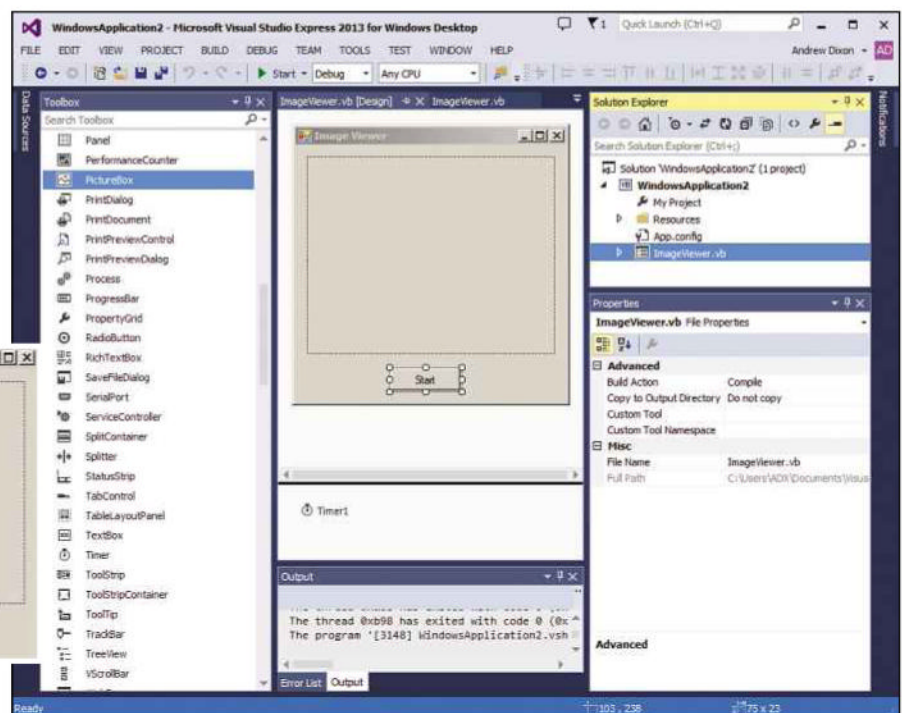 WindowsApplication2 - Microsoft Visual Studio Express 2013 for Windows Desktop
1
Quick Launch (Ctrl+Q)
FILE EDIT VIEW PROJECT BUILD DEBUG TEAM TOOLS TEST WINDOW HELP
Andrew Dixon
AD
Start Debug Any CPU
Data Sources
Toolbox
Search Toolbox
Panel
PerformanceCounter
PictureBox
PrintDialog
PrintDocument
PrintPreviewControl
PrintPreviewDialog
Process
ProgressBar
PropertyGrid
RadioButton
RichTextBox
SaveFileDialog
SerialPort
ServiceController
SplitContainer
Splitter
StatusStrip
TabControl
TableLayoutPanel
TextBox
Timer
ToolStrip
ToolStripContainer
ToolTip
TrackBar
TreeView
VScrollBar
ImageViewer.vb [Design] ImageViewer.vb
Image Viewer
Start
Timer1
Output
The thread 0xb98 has exited with code 0 (0x
The program '[3148] WindowsApplication2.vsh
Error List Output
Solution Explorer
Search Solution Explorer (Ctrl+;)
Solution 'WindowsApplication2' (1 project)
WindowsApplication2
My Project
Resources
App.config
ImageViewer.vb
Properties
ImageViewer.vb File Properties
Advanced
Build Action Compile
Copy to Output Directory Do not copy
Custom Tool
Custom Tool Namespace
Misc
File Name ImageViewer.vb
Full Path C:\Users\ADX\Documents\Visua
Advanced
Notifications
Ready
103 , 238
75 x 23